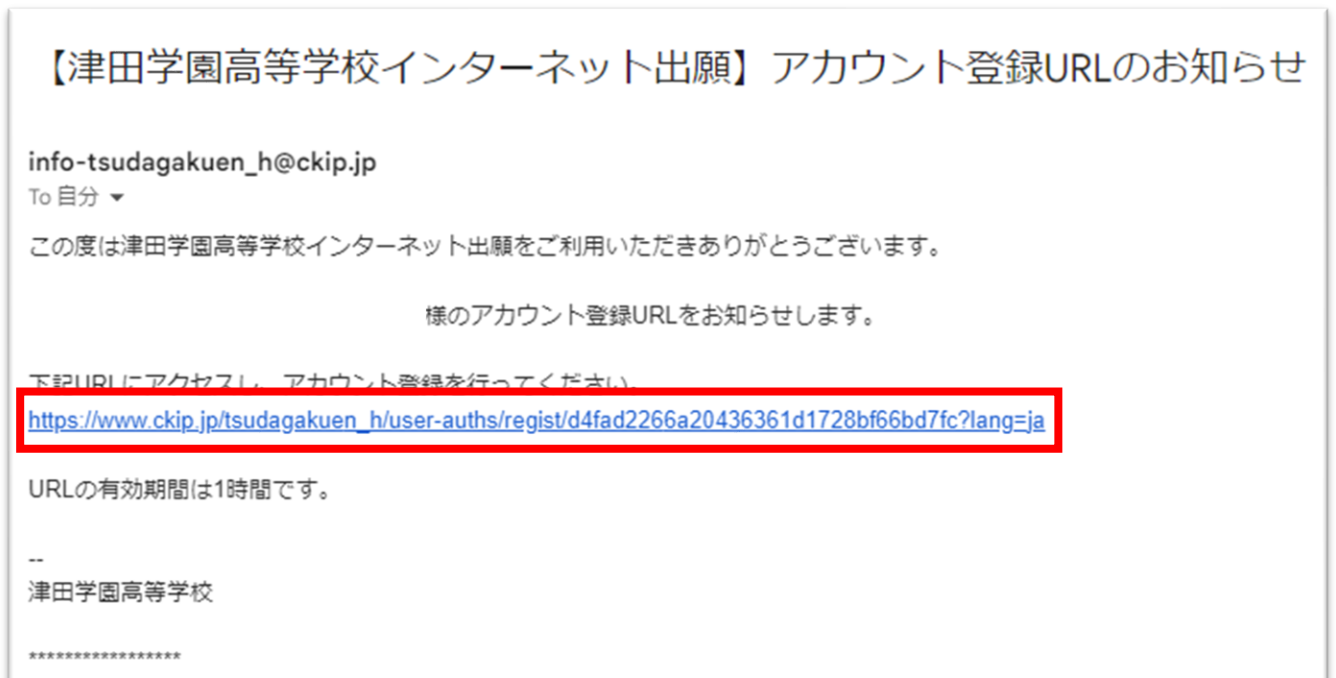 【津田学園高等学校インターネット出願】アカウント登録URLのお知らせ
info-tsudagakuen_h@ckip.jp
To 自分
この度は津田学園高等学校インターネット出願をご利用いただきありがとうございます。
様のアカウント登録URLをお知らせします。
下記URLにアクセスし、アカウント登録を行ってください。
https://www.ckip.jp/tsudagakuen_h/user-auths/regist/d4fad2266a20436361d1728bf66bd7fc?lang=ja
URLの有効期間は1時間です。
--
津田学園高等学校
*****************